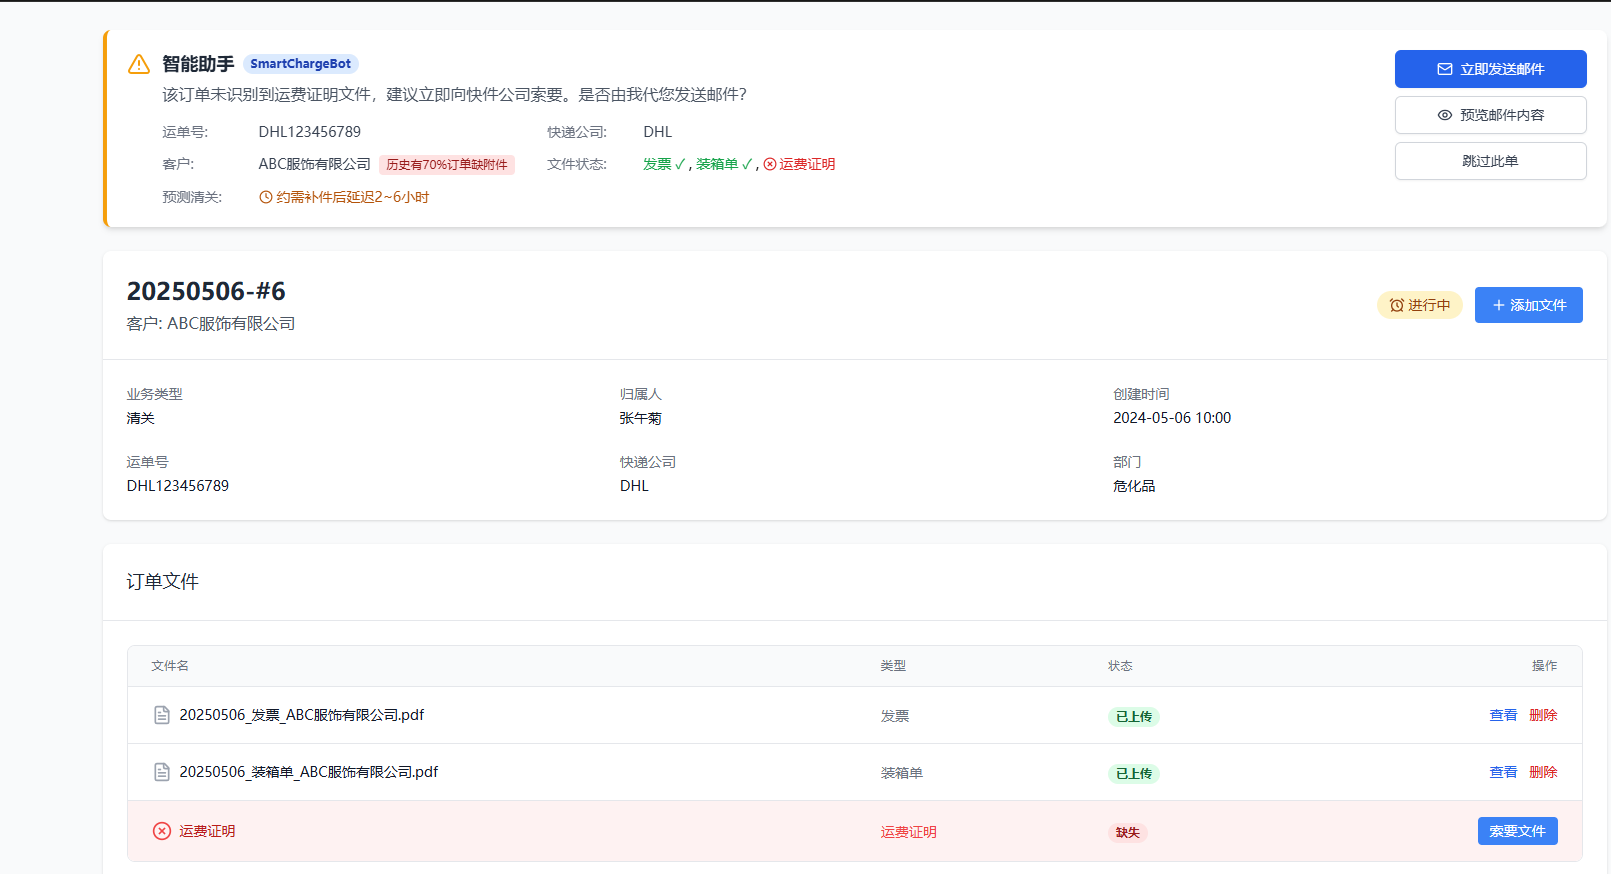 智能助手 SmartChargeBot
该订单未识别到运费证明文件，建议立即向快件公司索要。是否由我代您发送邮件？
运单号: DHL123456789 快递公司: DHL
客户: ABC服饰有限公司 历史有70%订单缺附件 文件状态: 发票✓, 装箱单✓, 运费证明
预测清关: 约需补件后延迟2~6小时
立即发送邮件
预览邮件内容
跳过此单
20250506-#6
客户: ABC服饰有限公司
进行中 + 添加文件
业务类型 归属人 创建时间
清关 张午菊 2024-05-06 10:00
运单号 快递公司 部门
DHL123456789 DHL 危化品
订单文件
文件名 类型 状态 操作
20250506_发票_ABC服饰有限公司.pdf 发票 已上传 查看 删除
20250506_装箱单_ABC服饰有限公司.pdf 装箱单 已上传 查看 删除
运费证明 运费证明 缺失 索要文件